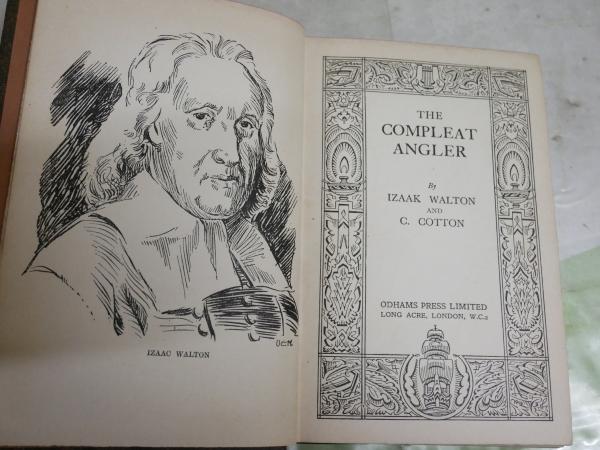 IZAAC WALTON
THE
COMPLEAT
ANGLER
By
IZAAK WALTON
AND
C. COTTON
ODHAMS PRESS LIMITED
LONG ACRE, LONDON, W.C.2